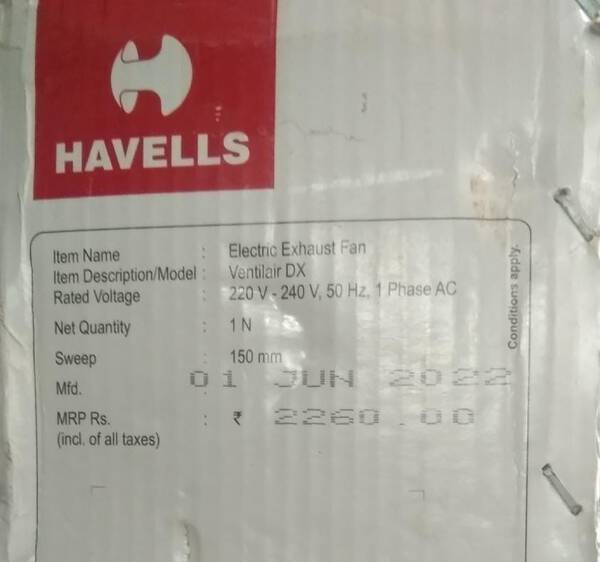 HAVELLS
Item Name : Electric Exhaust Fan
Item Description/Model : Ventilair DX
Rated Voltage : 220 V - 240 V, 50 Hz, 1 Phase AC
Net Quantity : 1 N
Sweep : 150 mm
Mfd. : 01 JUN 2022
MRP Rs. : ₹ 2260.00
(incl. of all taxes)
Conditions apply.